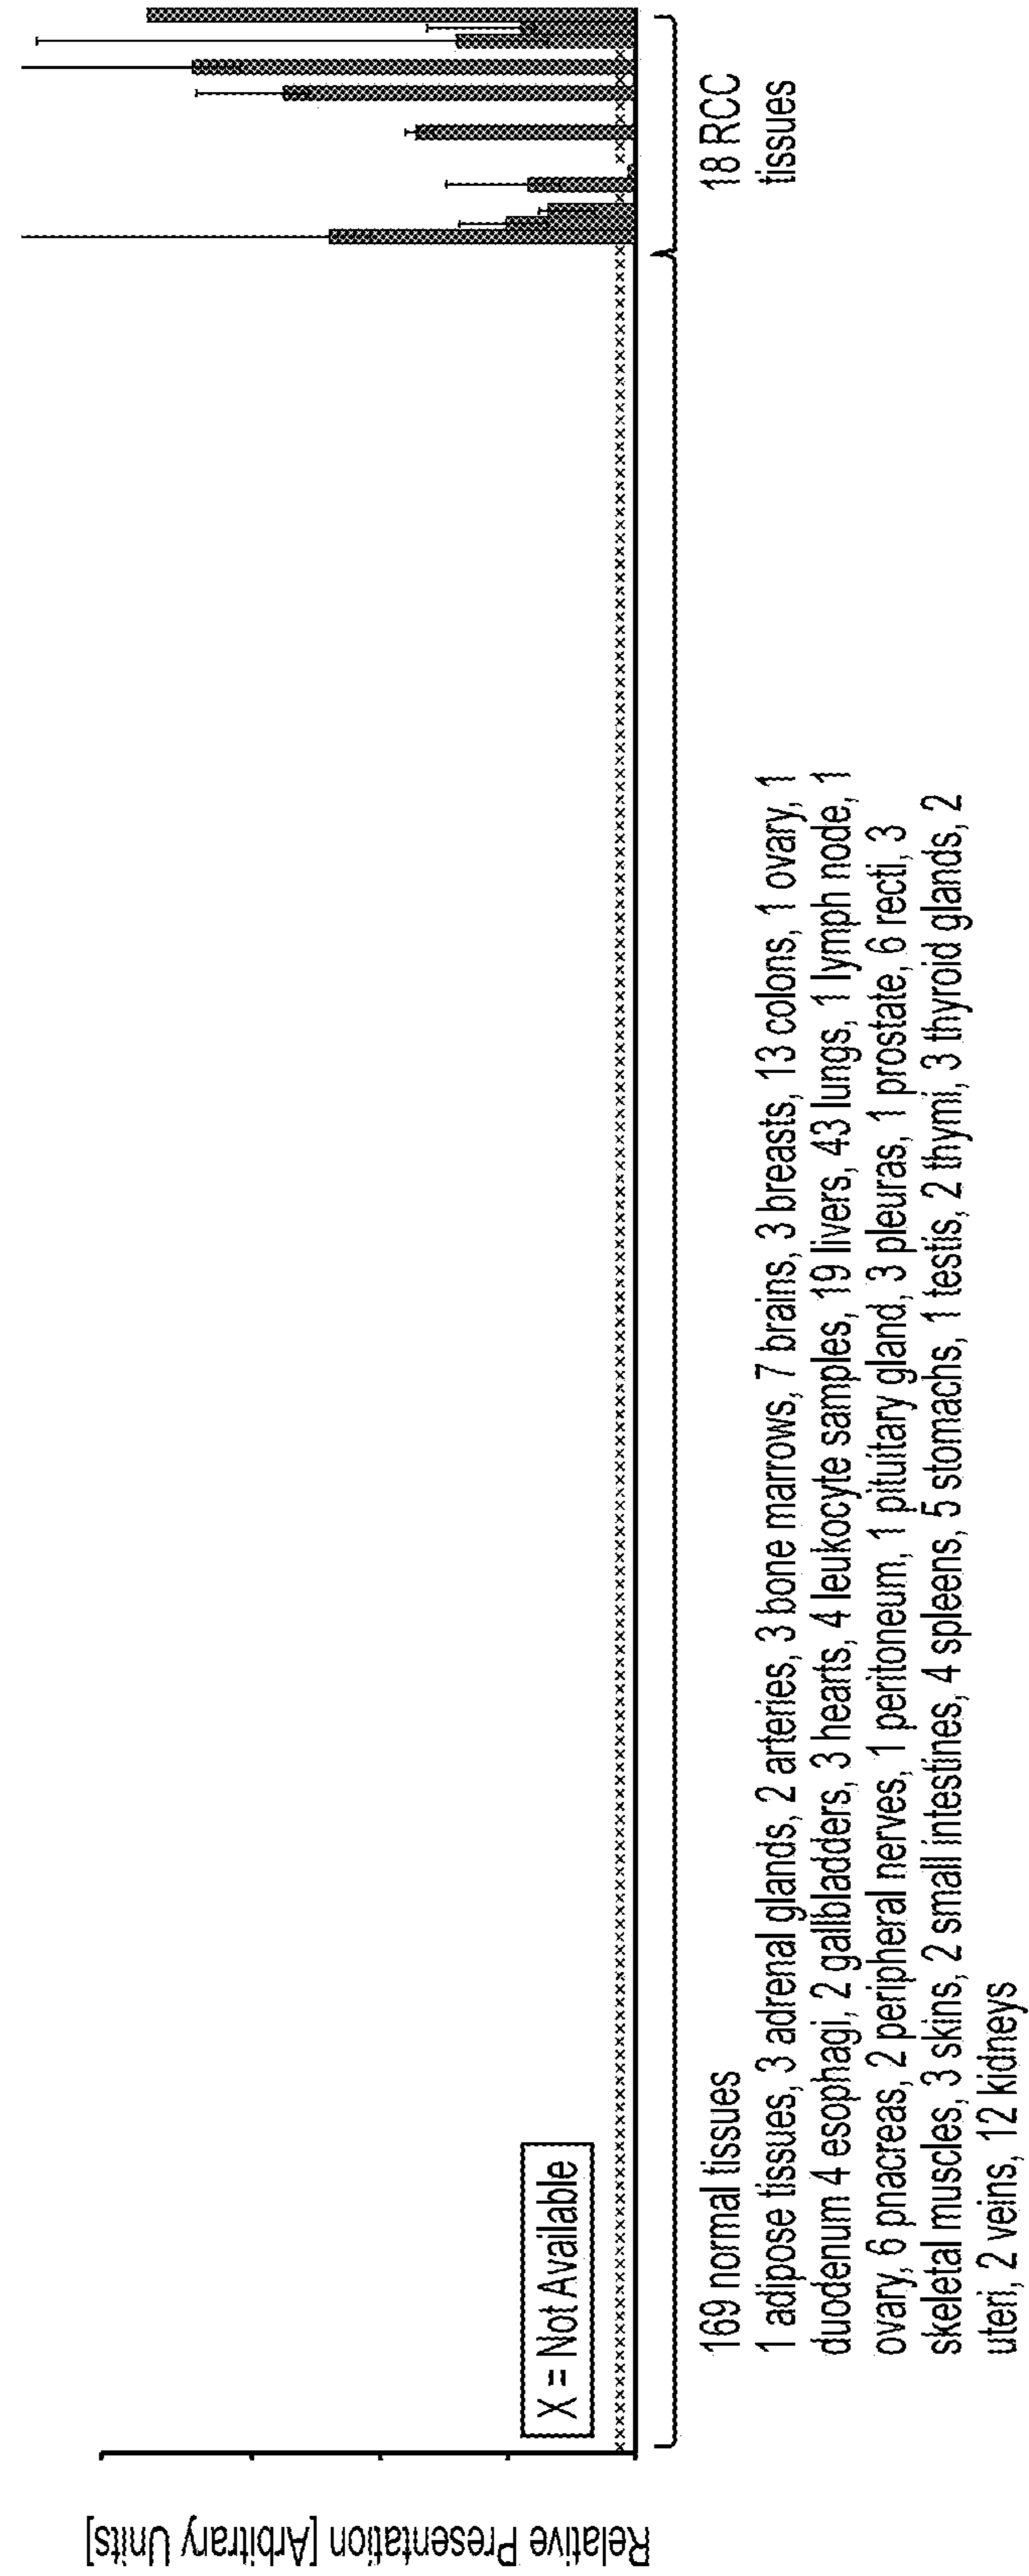 Relative Presentation [Arbitrary Units]
X = Not Available
169 normal tissues
1 adipose tissues, 3 adrenal glands, 2 arteries, 3 bone marrows, 7 brains, 3 breasts, 13 colons, 1 ovary, 1
duodenum 4 esophagi, 2 gallbladders, 3 hearts, 4 leukocyte samples, 19 livers, 43 lungs, 1 lymph node, 1
ovary, 6 pnacreas, 2 peripheral nerves, 1 peritoneum, 1 pituitary gland, 3 pleuras, 1 prostate, 6 recti, 3
skeletal muscles, 3 skins, 2 small intestines, 4 spleens, 5 stomachs, 1 testis, 2 thymi, 3 thyroid glands, 2
uteri, 2 veins, 12 kidneys
18 RCC
tissues